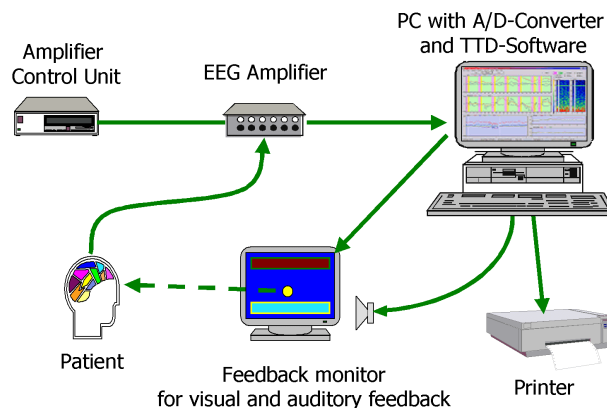 PC with A/D-Converter
and TTD-Software
Amplifier
Control Unit
EEG Amplifier
Patient
Feedback monitor
for visual and auditory feedback
Printer